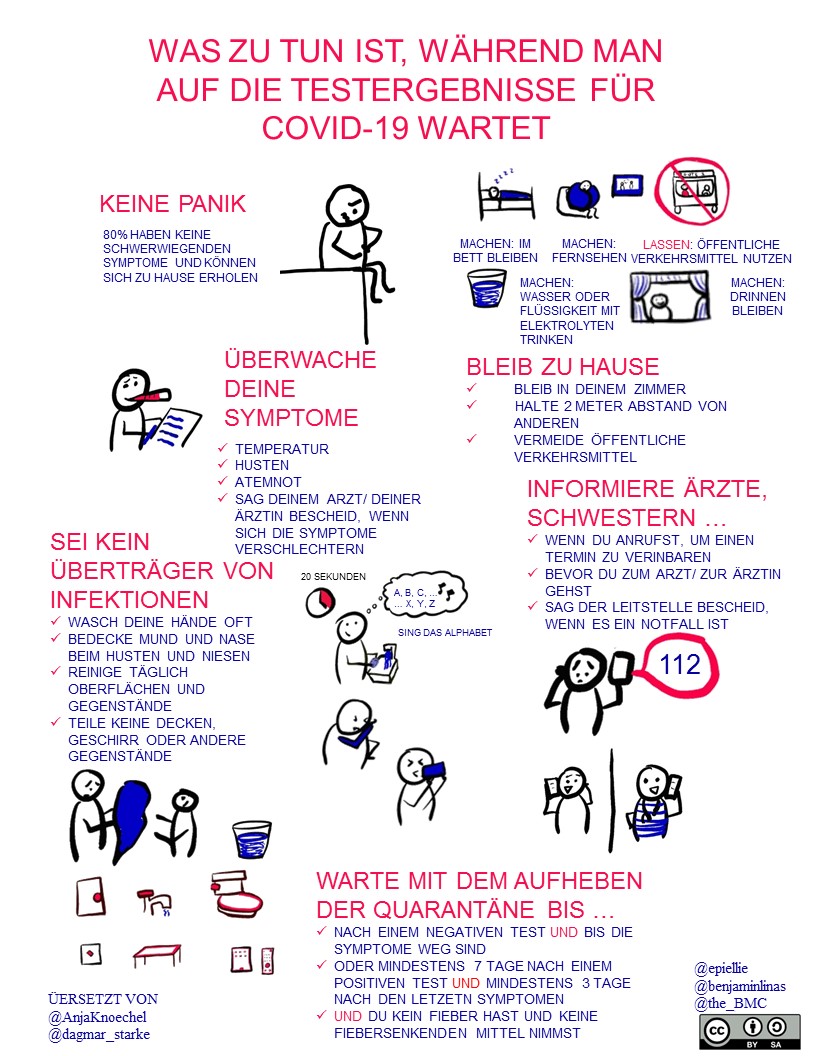 WAS ZU TUN IST, WÄHREND MAN
AUF DIE TESTERGEBNISSE FÜR
COVID-19 WARTET
KEINE PANIK
80% HABEN KEINE
SCHWERWIEGENDEN
SYMPTOME UND KÖNNEN
SICH ZU HAUSE ERHOLEN
zzzz
MACHEN: IM
BETT BLEIBEN
MACHEN:
FERNSEHEN
LASSEN: ÖFFENTLICHE
VERKEHRSMITTEL NUTZEN
MACHEN:
WASSER ODER
FLÜSSIGKEIT MIT
ELEKTROLYTEN
TRINKEN
MACHEN:
DRINNEN
BLEIBEN
ÜBERWACHE
DEINE
SYMPTOME
✓ TEMPERATUR
✓ HUSTEN
✓ ATEMNOT
✓ SAG DEINEM ARZT/ DEINER
ÄRZTIN BESCHEID, WENN
SICH DIE SYMPTOME
VERSCHLECHTERN
BLEIB ZU HAUSE
✓ BLEIB IN DEINEM ZIMMER
✓ HALTE 2 METER ABSTAND VON
ANDEREN
✓ VERMEIDE ÖFFENTLICHE
VERKEHRSMITTEL
INFORMIERE ÄRZTE,
SCHWESTERN ...
✓ WENN DU ANRUFST, UM EINEN
TERMIN ZU VERINBAREN
✓ BEVOR DU ZUM ARZT/ ZUR ÄRZTIN
GEHST
✓ SAG DER LEITSTELLE BESCHEID,
WENN ES EIN NOTFALL IST
112
SEI KEIN
ÜBERTRÄGER VON
INFEKTIONEN
✓ WASCH DEINE HÄNDE OFT
✓ BEDECKE MUND UND NASE
BEIM HUSTEN UND NIESEN
✓ REINIGE TÄGLICH
OBERFLÄCHEN UND
GEGENSTÄNDE
✓ TEILE KEINE DECKEN,
GESCHIRR ODER ANDERE
GEGENSTÄNDE
20 SEKUNDEN
A, B, C, ...
... X, Y, Z
SING DAS ALPHABET
WARTE MIT DEM AUFHEBEN
DER QUARANTÄNE BIS ...
✓ NACH EINEM NEGATIVEN TEST UND BIS DIE
SYMPTOME WEG SIND
✓ ODER MINDESTENS 7 TAGE NACH EINEM
POSITIVEN TEST UND MINDESTENS 3 TAGE
NACH DEN LETZETN SYMPTOMEN
✓ UND DU KEIN FIEBER HAST UND KEINE
FIEBERSENKENDEN MITTEL NIMMST
ÜERSETZT VON
@AnjaKnoechel
@dagmar_starke
@epiellie
@benjaminlinas
@the_BMC
cc
BY SA